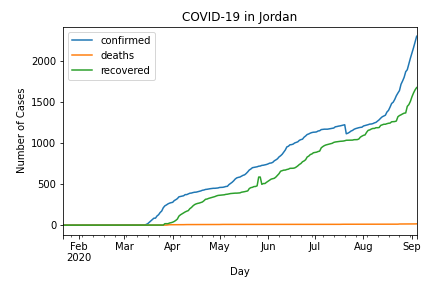 COVID-19 in Jordan
confirmed
deaths
recovered
Number of Cases
2000
1500
1000
500
0
Feb
2020
Mar
Apr
May
Jun
Jul
Aug
Sep
Day